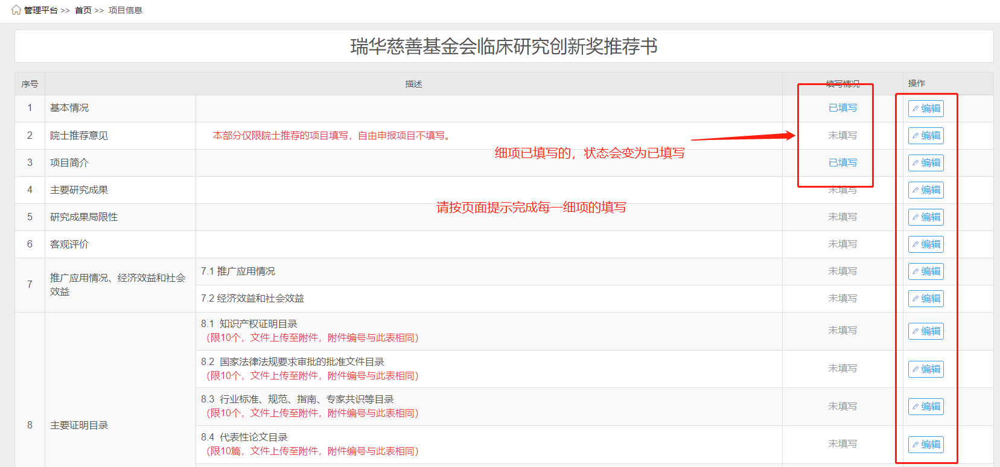 管理平台 >> 首页 >> 项目信息
瑞华慈善基金会临床研究创新奖推荐书
序号 描述 填写情况 操作
1 基本情况 已填写 编辑
2 院士推荐意见 本部分仅限院士推荐的项目填写，自由申报项目不填写。 未填写 编辑
细项已填写的，状态会变为已填写
3 项目简介 已填写 编辑
4 主要研究成果 未填写 编辑
请按页面提示完成每一细项的填写
5 研究成果局限性 未填写 编辑
6 客观评价 未填写 编辑
7 推广应用情况、经济效益和社会
效益
7.1 推广应用情况 未填写 编辑
7.2 经济效益和社会效益 未填写 编辑
8 主要证明目录
8.1 知识产权证明目录
（限10个，文件上传至附件，附件编号与此表相同） 未填写 编辑
8.2 国家法律法规要求审批的批准文件目录
（限10个，文件上传至附件，附件编号与此表相同） 未填写 编辑
8.3 行业标准、规范、指南、专家共识等目录
（限10个，文件上传至附件，附件编号与此表相同） 未填写 编辑
8.4 代表性论文目录
（限10篇，文件上传至附件，附件编号与此表相同） 未填写 编辑